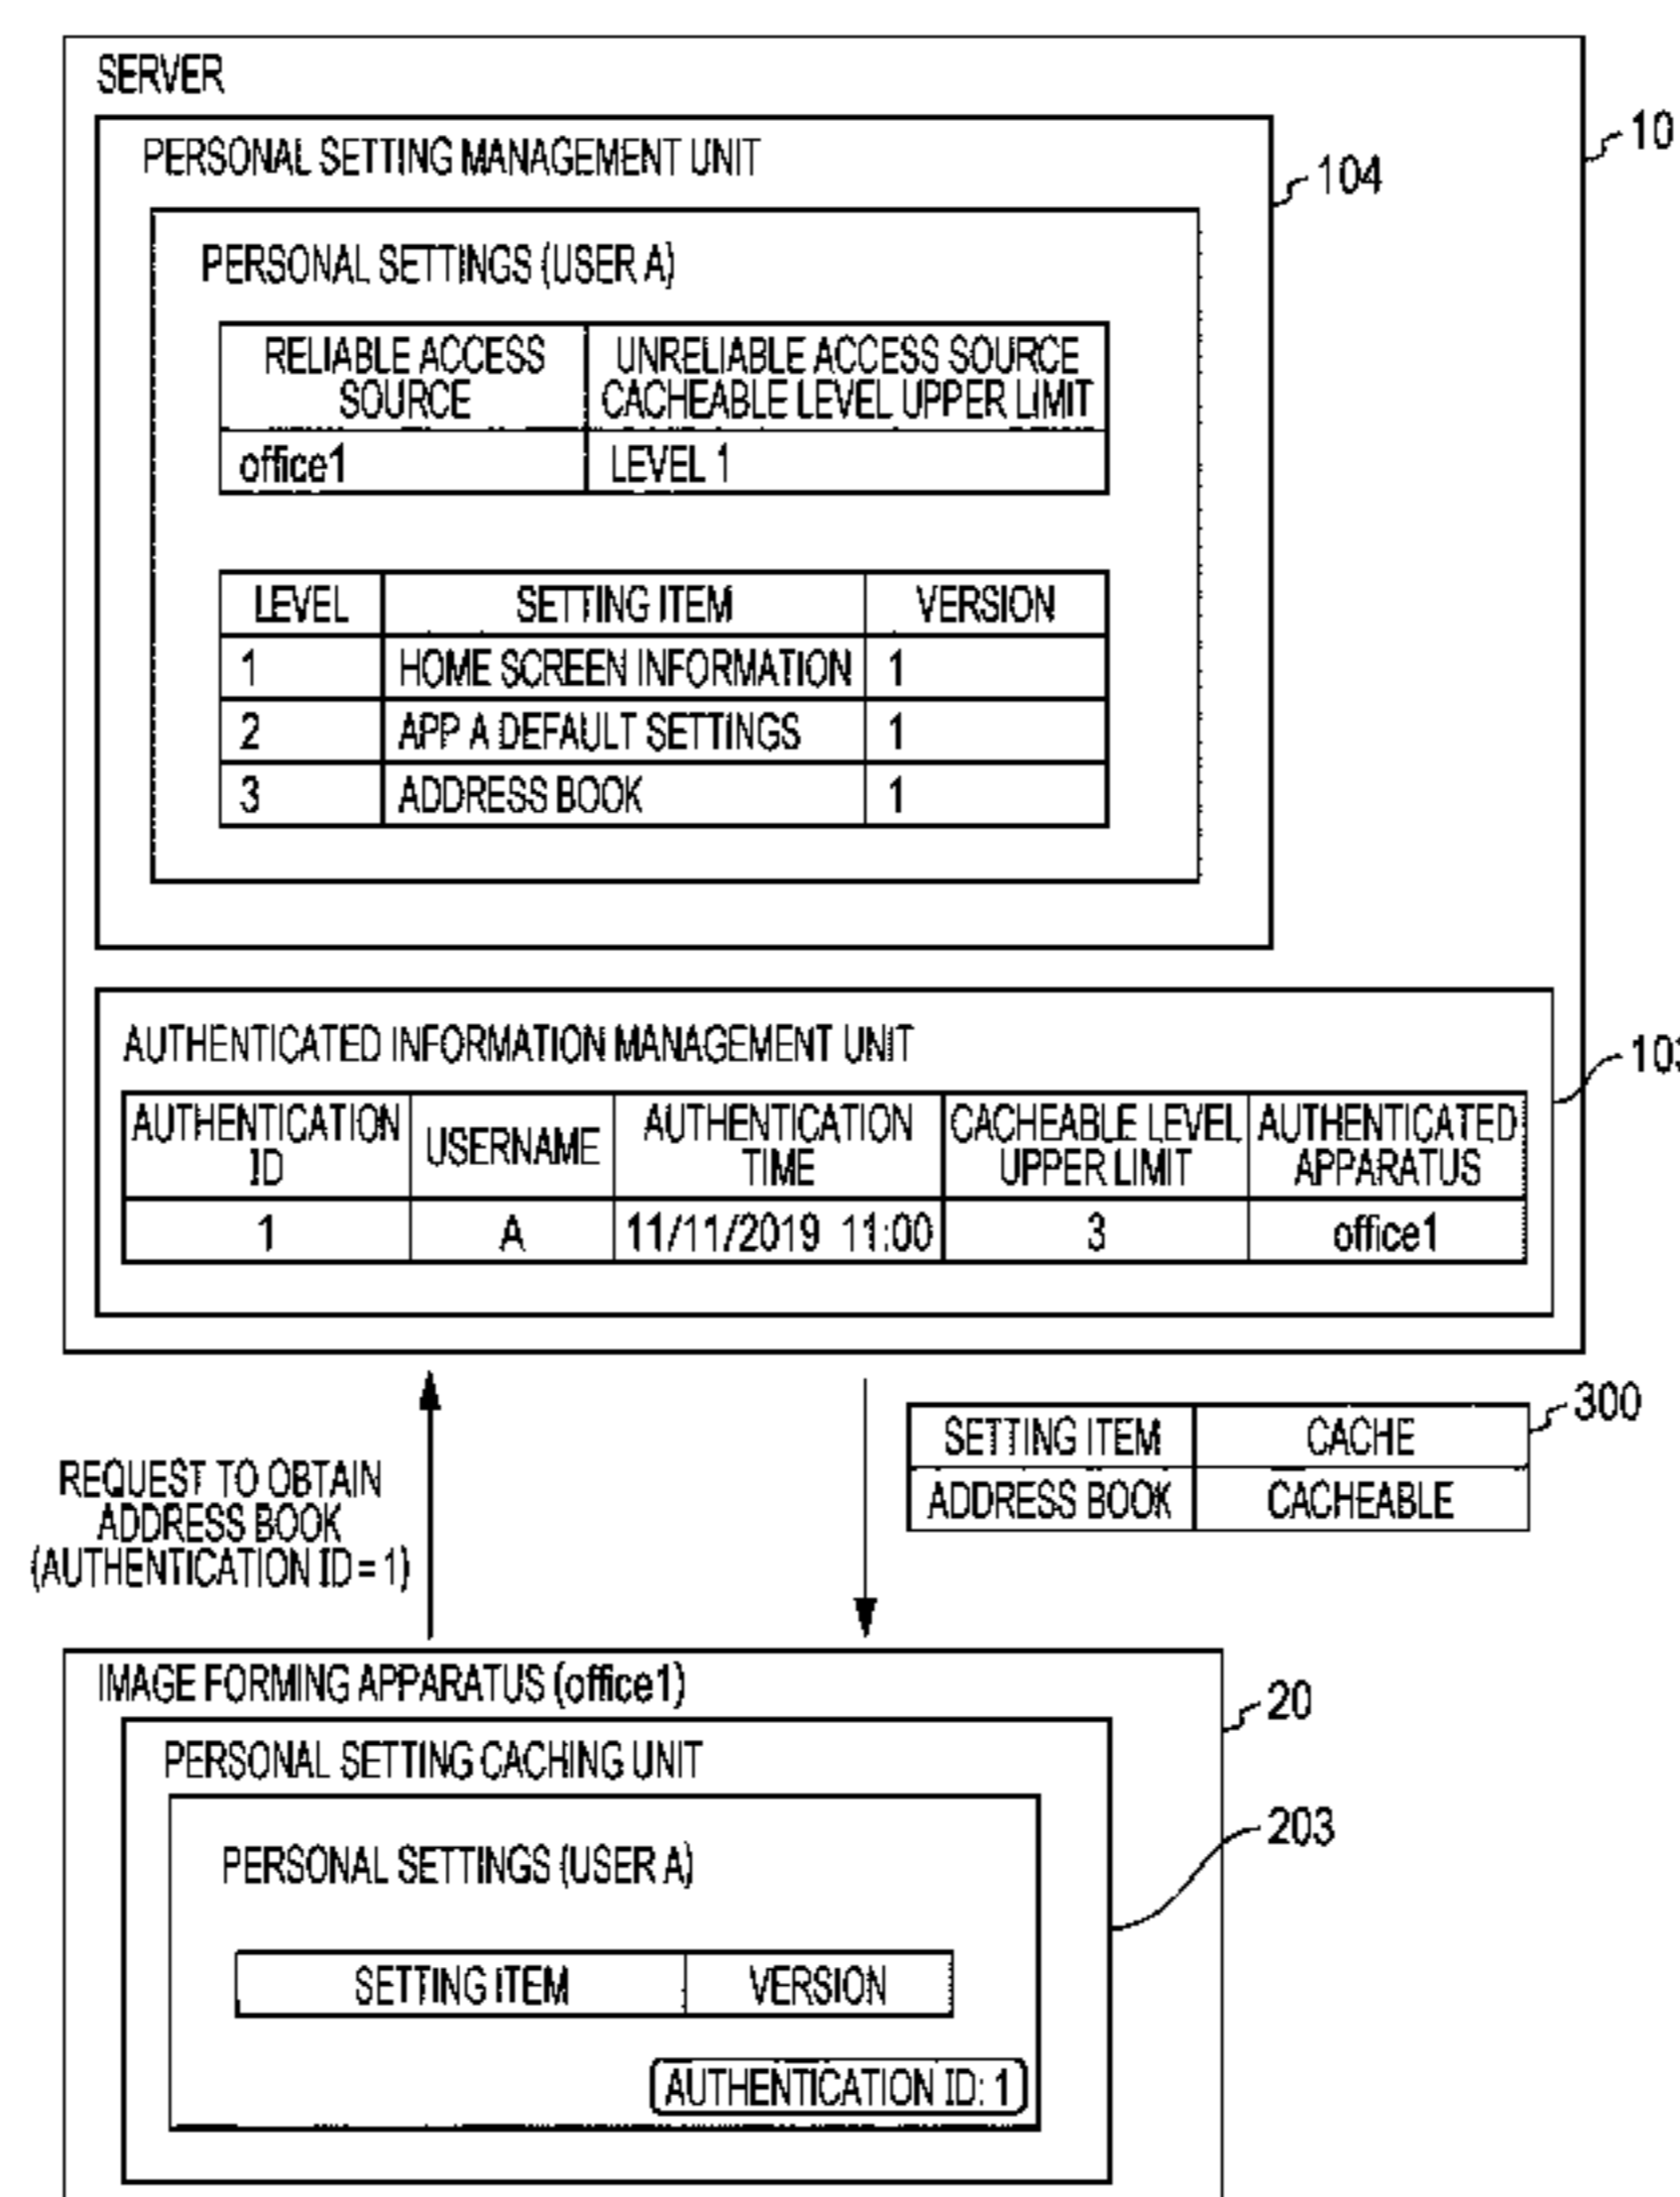 SERVER
10
PERSONAL SETTING MANAGEMENT UNIT
104
PERSONAL SETTINGS (USER A)
RELIABLE ACCESS
SOURCE
UNRELIABLE ACCESS SOURCE
CACHEABLE LEVEL UPPER LIMIT
office1
LEVEL 1
LEVEL
SETTING ITEM
VERSION
1
HOME SCREEN INFORMATION
1
2
APP A DEFAULT SETTINGS
1
3
ADDRESS BOOK
1
AUTHENTICATED INFORMATION MANAGEMENT UNIT
103
AUTHENTICATION
ID
USERNAME
AUTHENTICATION
TIME
CACHEABLE LEVEL
UPPER LIMIT
AUTHENTICATED
APPARATUS
1
A
11/11/2019 11:00
3
office1
REQUEST TO OBTAIN
ADDRESS BOOK
(AUTHENTICATION ID = 1)
300
SETTING ITEM
CACHE
ADDRESS BOOK
CACHEABLE
IMAGE FORMING APPARATUS (office1)
20
PERSONAL SETTING CACHING UNIT
203
PERSONAL SETTINGS (USER A)
SETTING ITEM
VERSION
AUTHENTICATION ID: 1